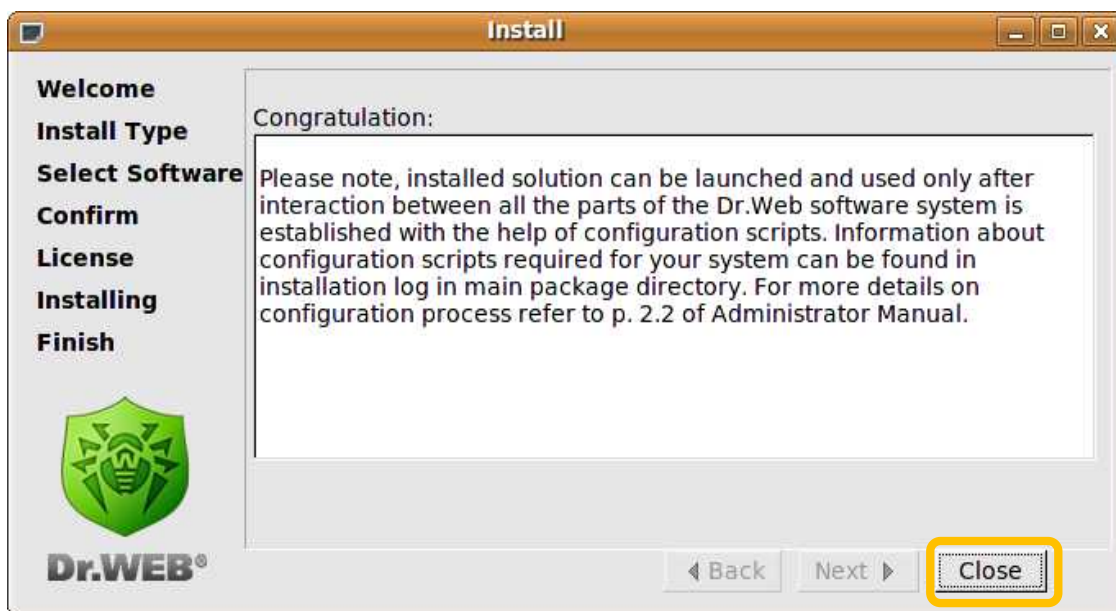 Install
Welcome
Install Type
Select Software
Confirm
License
Installing
Finish
Congratulation:
Please note, installed solution can be launched and used only after
interaction between all the parts of the Dr.Web software system is
established with the help of configuration scripts. Information about
configuration scripts required for your system can be found in
installation log in main package directory. For more details on
configuration process refer to p. 2.2 of Administrator Manual.
Dr.WEB®
Back
Next
Close